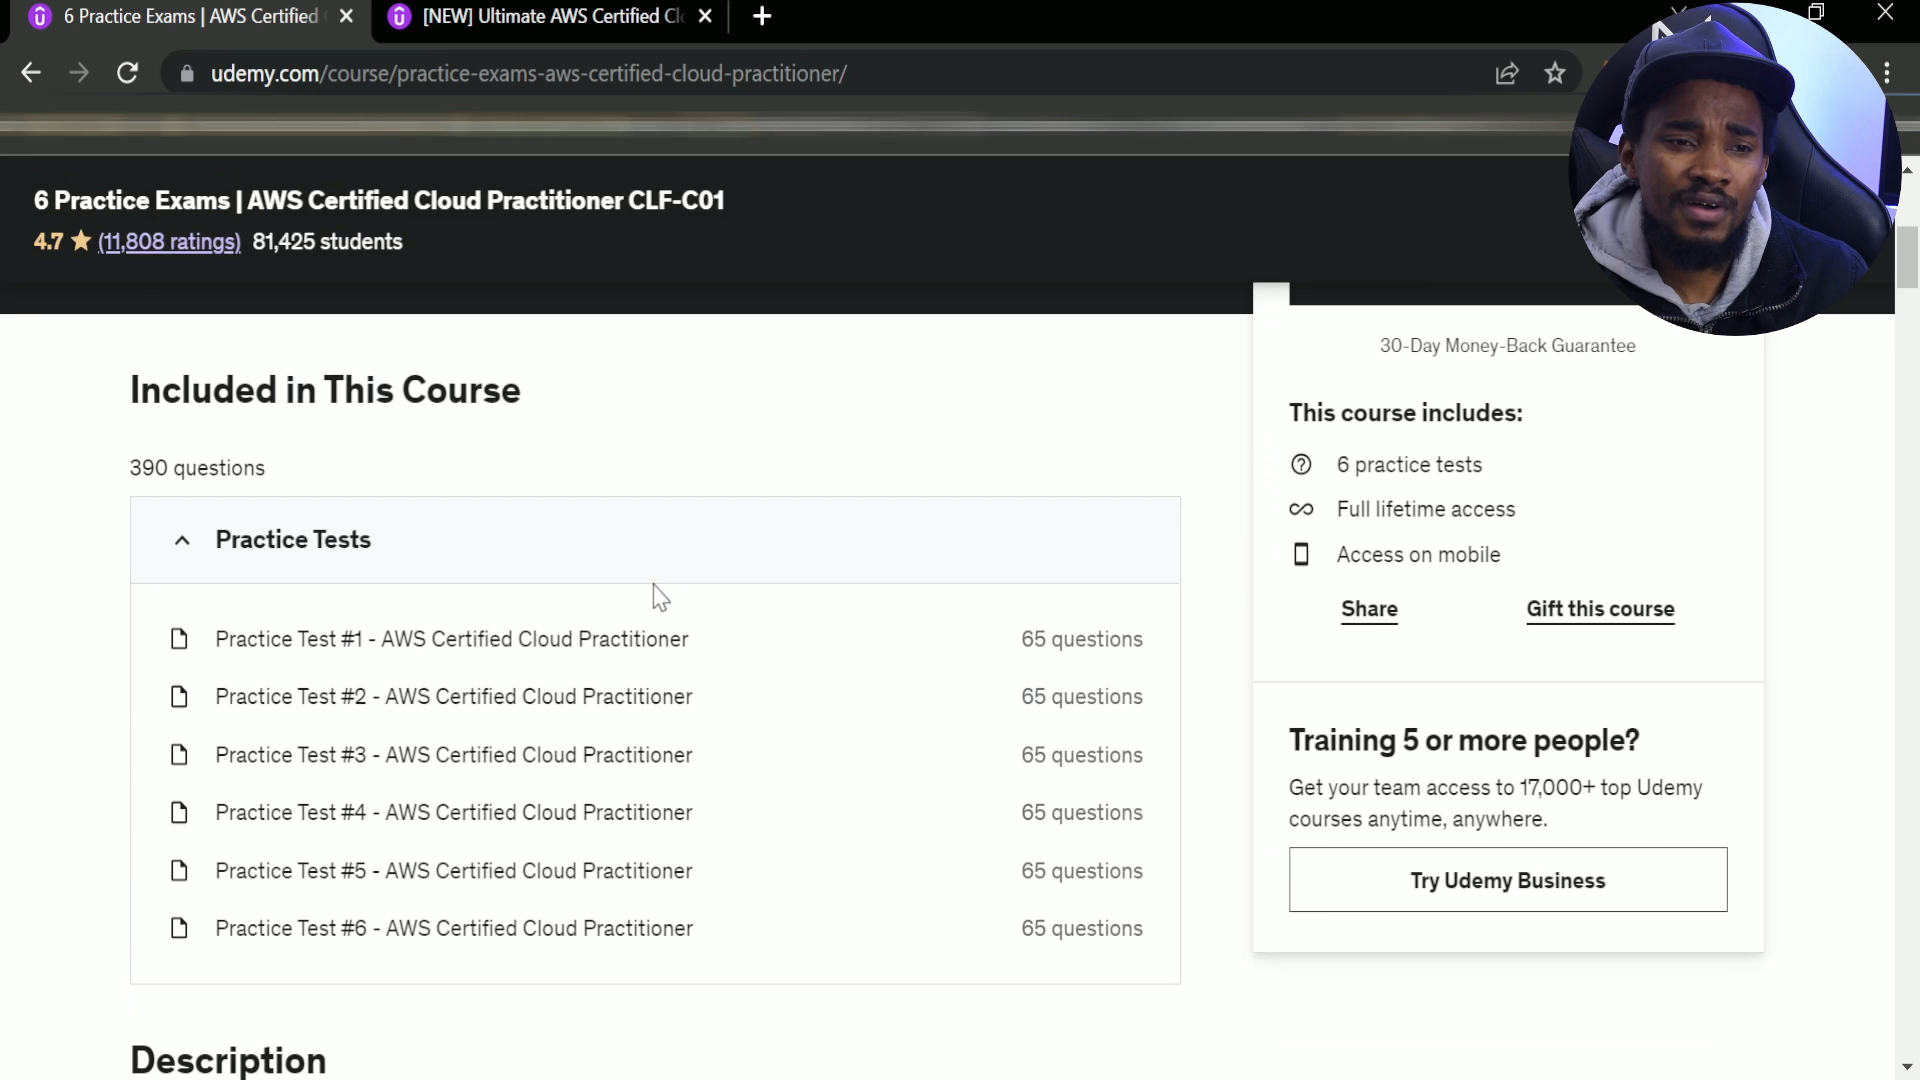 6 Practice Exams | AWS Certified
[NEW] Ultimate AWS Certified Cl
udemy.com/course/practice-exams-aws-certified-cloud-practitioner/
6 Practice Exams | AWS Certified Cloud Practitioner CLF-C01
4.7 (11,808 ratings) 81,425 students
30-Day Money-Back Guarantee
Included in This Course
390 questions
Practice Tests
Practice Test #1 - AWS Certified Cloud Practitioner 65 questions
Practice Test #2 - AWS Certified Cloud Practitioner 65 questions
Practice Test #3 - AWS Certified Cloud Practitioner 65 questions
Practice Test #4 - AWS Certified Cloud Practitioner 65 questions
Practice Test #5 - AWS Certified Cloud Practitioner 65 questions
Practice Test #6 - AWS Certified Cloud Practitioner 65 questions
Description
This course includes:
6 practice tests
Full lifetime access
Access on mobile
Share Gift this course
Training 5 or more people?
Get your team access to 17,000+ top Udemy
courses anytime, anywhere.
Try Udemy Business